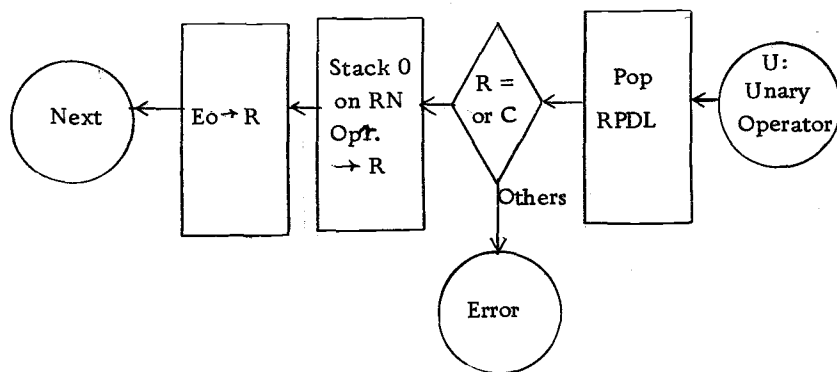 Next
Eo → R
Stack 0
on RN
Opr.
→ R
R =
or C
Others
Error
Pop
RPDL
U:
Unary
Operator